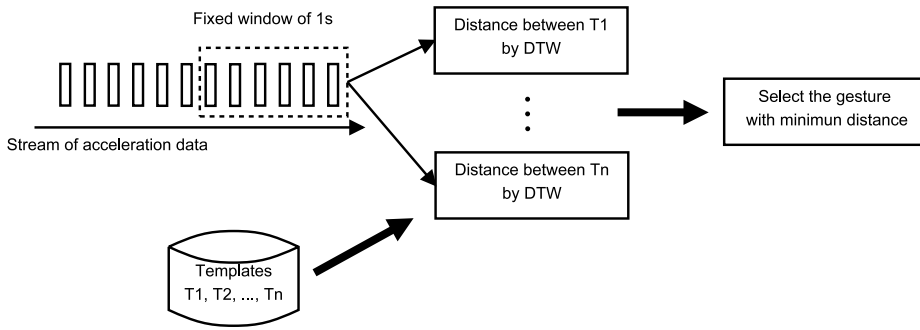 Fixed window of 1s
Stream of acceleration data
Distance between T1
by DTW
Distance between Tn
by DTW
Select the gesture
with minimun distance
Templates
T1, T2, ..., Tn